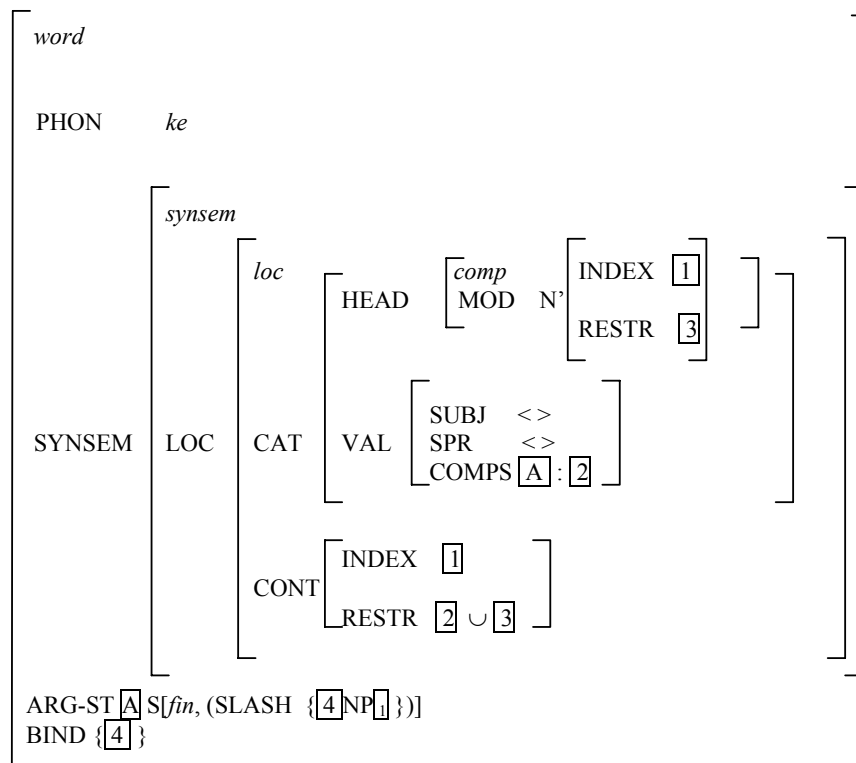 word
PHON ke
synsem
loc
HEAD comp
MOD N’ INDEX 1
RESTR 3
SYNSEM LOC CAT VAL SUBJ < >
SPR < >
COMPS A : 2
CONT INDEX 1
RESTR 2 ∪ 3
ARG-ST A S[fin, (SLASH {4 NP1 })]
BIND {4 }